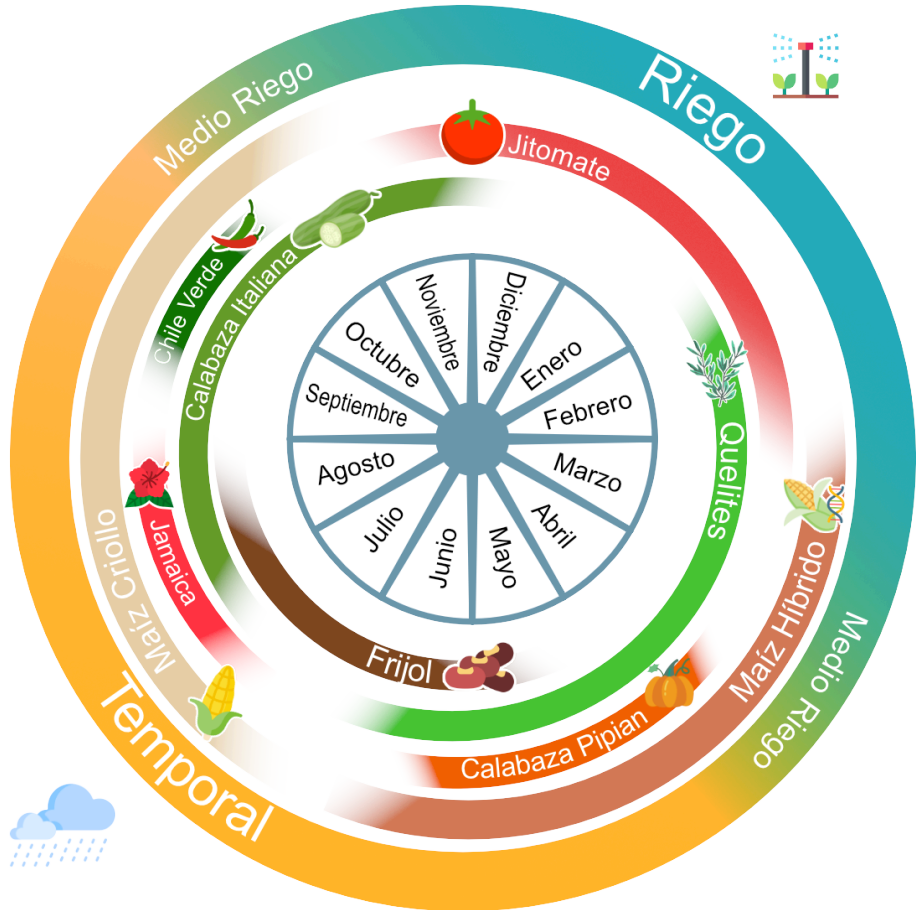 Riego
Medio Riego
Temporal
Medio Riego
Jitomate
Quelites
Maíz Híbrido
Calabaza Pipian
Frijol
Maíz Criollo
Jamaica
Chile Verde
Calabaza Italiana
Diciembre
Enero
Febrero
Marzo
Abril
Mayo
Junio
Julio
Agosto
Septiembre
Octubre
Noviembre